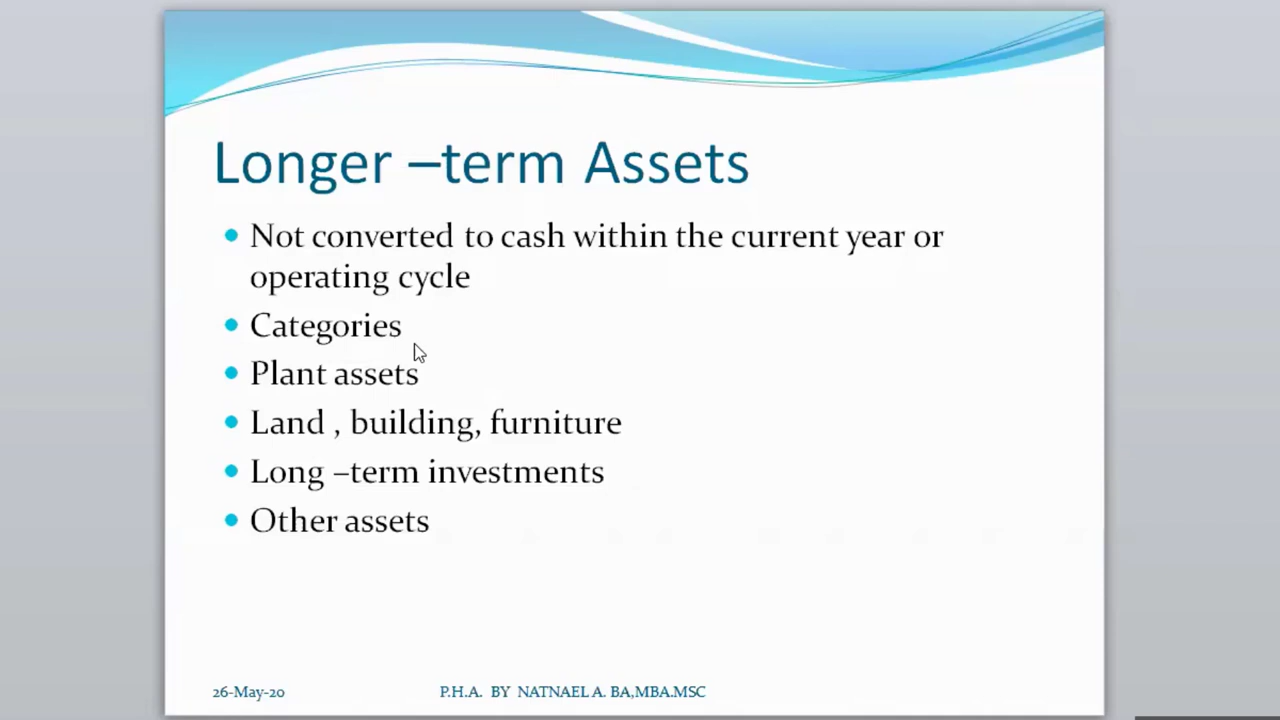 Longer –term Assets
Not converted to cash within the current year or
operating cycle
Categories
Plant assets
Land , building, furniture
Long –term investments
Other assets
26-May-20
P.H.A. BY NATNAEL A. BA,MBA.MSC